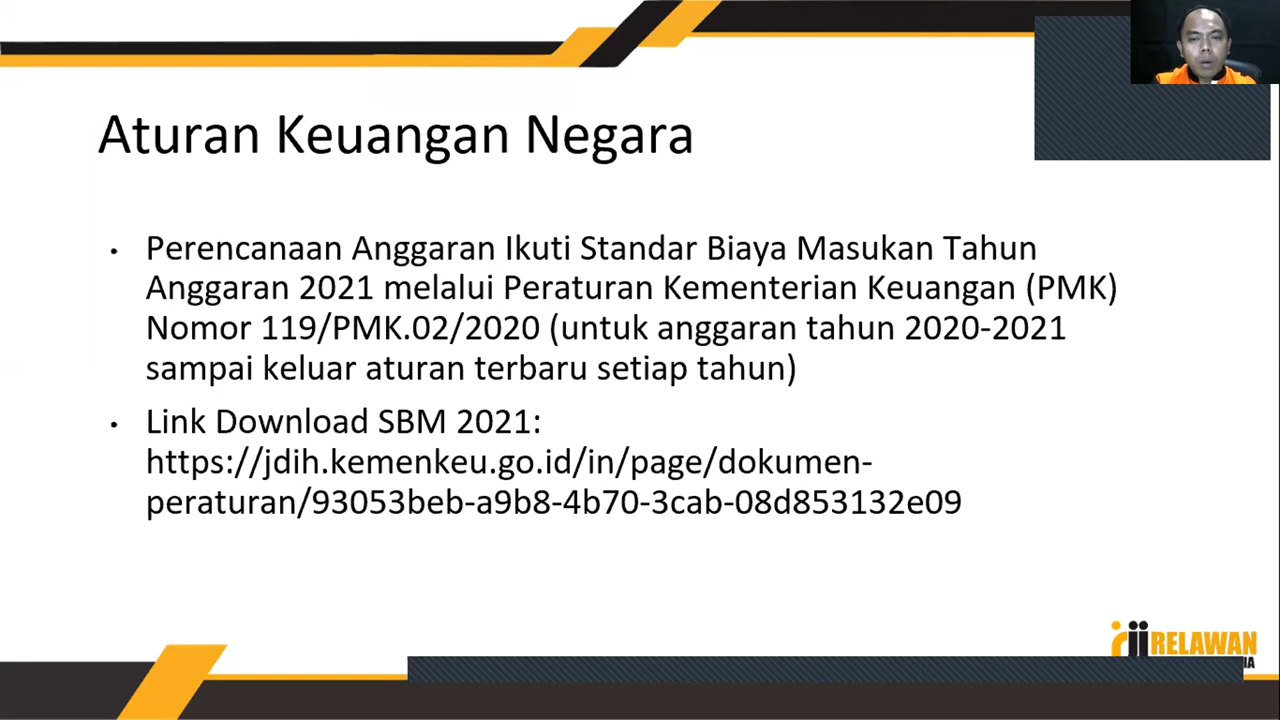 Aturan Keuangan Negara
• Perencanaan Anggaran Ikuti Standar Biaya Masukan Tahun
Anggaran 2021 melalui Peraturan Kementerian Keuangan (PMK)
Nomor 119/PMK.02/2020 (untuk anggaran tahun 2020-2021
sampai keluar aturan terbaru setiap tahun)
• Link Download SBM 2021:
https://jdih.kemenkeu.go.id/in/page/dokumen-
peraturan/93053beb-a9b8-4b70-3cab-08d853132e09
RELAWAN